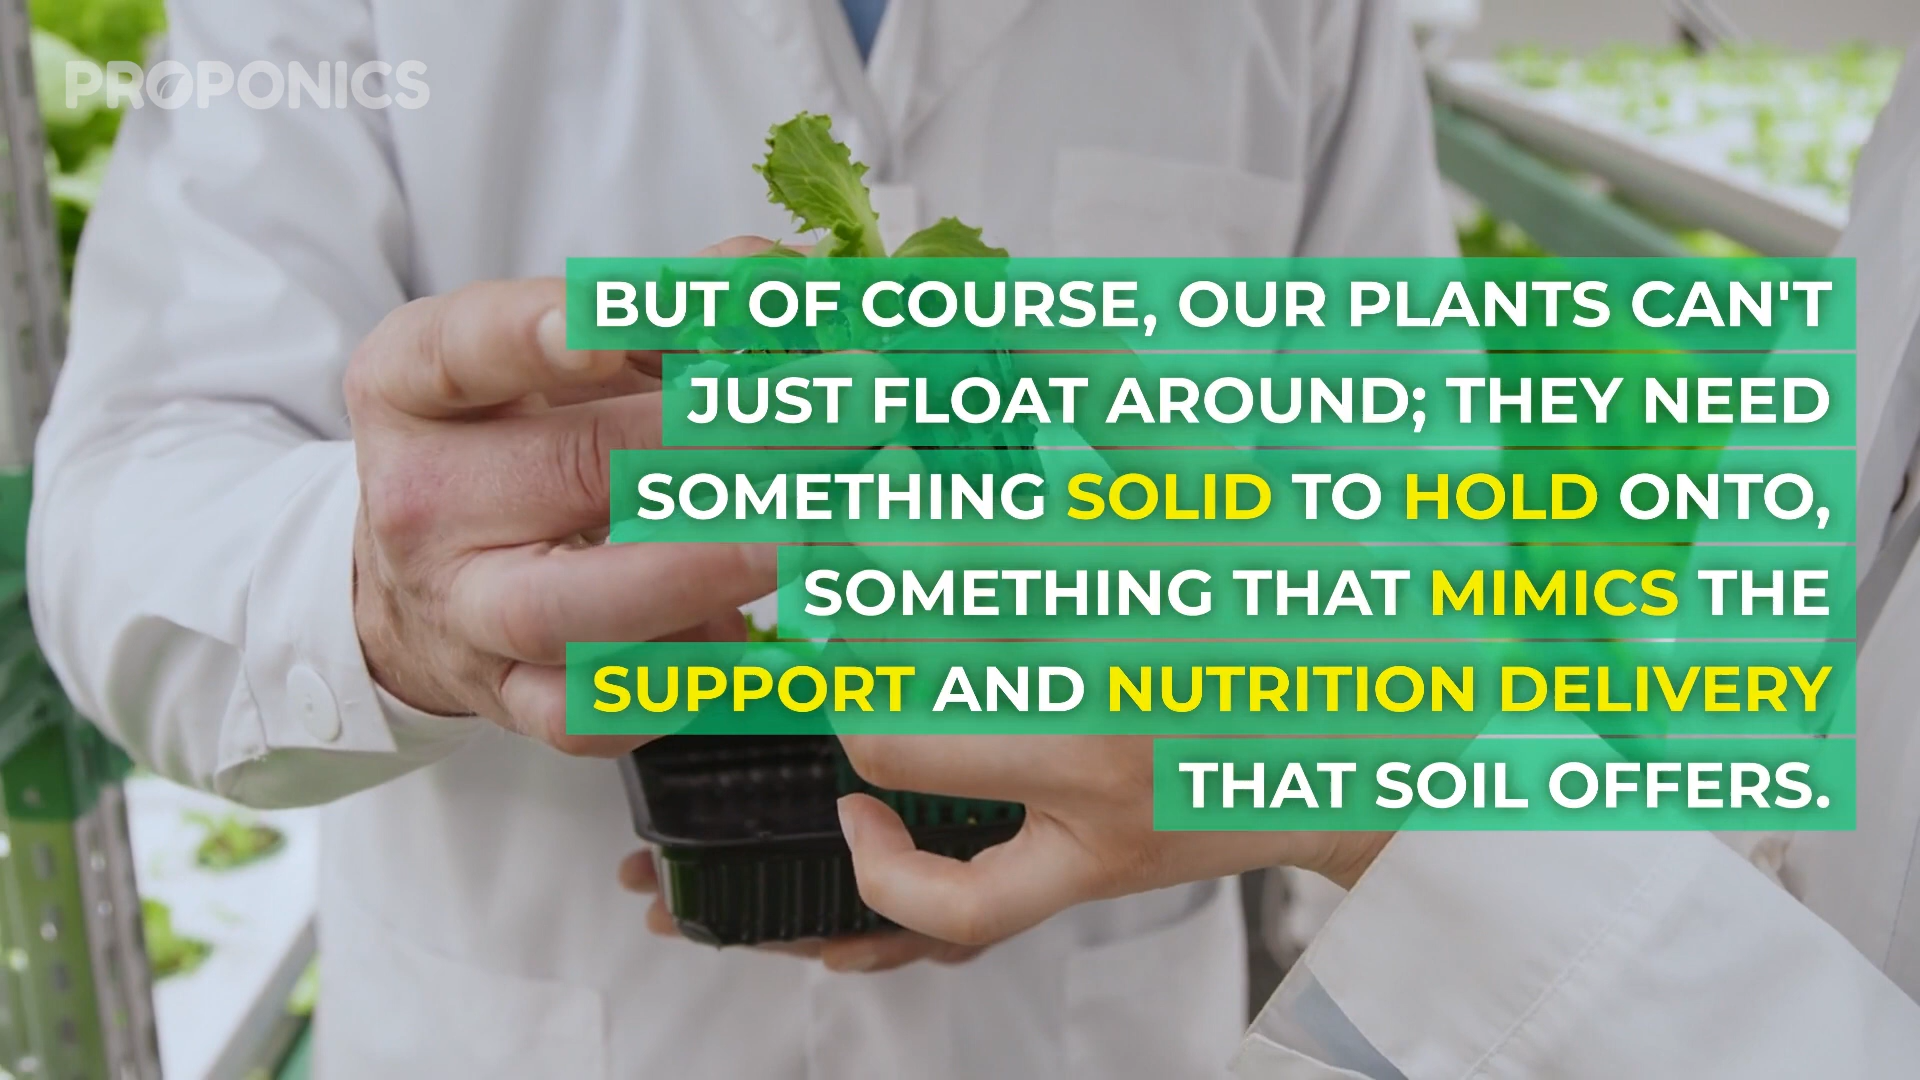 PROPONICS
BUT OF COURSE, OUR PLANTS CAN'T
JUST FLOAT AROUND; THEY NEED
SOMETHING SOLID TO HOLD ONTO,
SOMETHING THAT MIMICS THE
SUPPORT AND NUTRITION DELIVERY
THAT SOIL OFFERS.